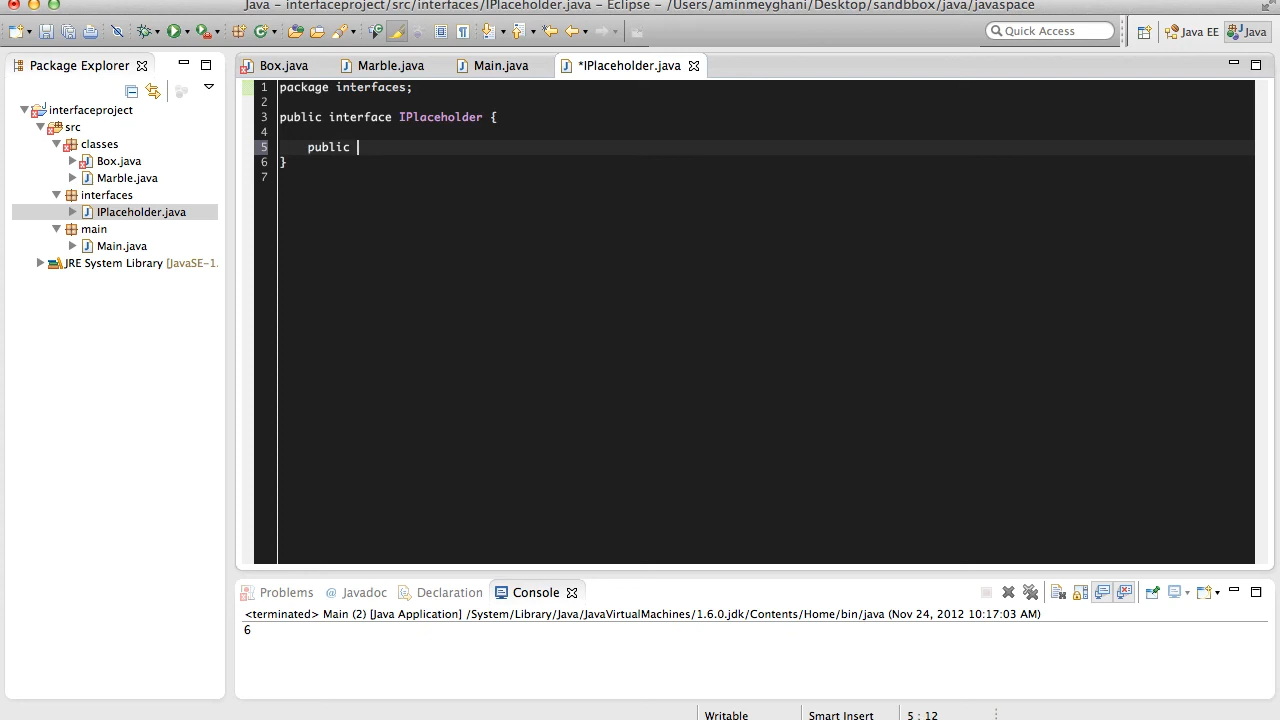 Java - interfaceproject/src/interfaces/IPlaceholder.java - Eclipse - /Users/aminmeyghani/Desktop/sandbbox/java/javaspace
Quick Access
Java EE
Java
Package Explorer
Box.java
Marble.java
Main.java
*IPlaceholder.java
interfaceproject
src
classes
Box.java
Marble.java
interfaces
IPlaceholder.java
main
Main.java
JRE System Library [JavaSE-1.
1 package interfaces;
2
3 public interface IPlaceholder {
4
5 public
6 }
7
Problems
@ Javadoc
Declaration
Console
<terminated> Main (2) [Java Application] /System/Library/Java/JavaVirtualMachines/1.6.0.jdk/Contents/Home/bin/java (Nov 24, 2012 10:17:03 AM)
6
Writable
Smart Insert
5 : 12